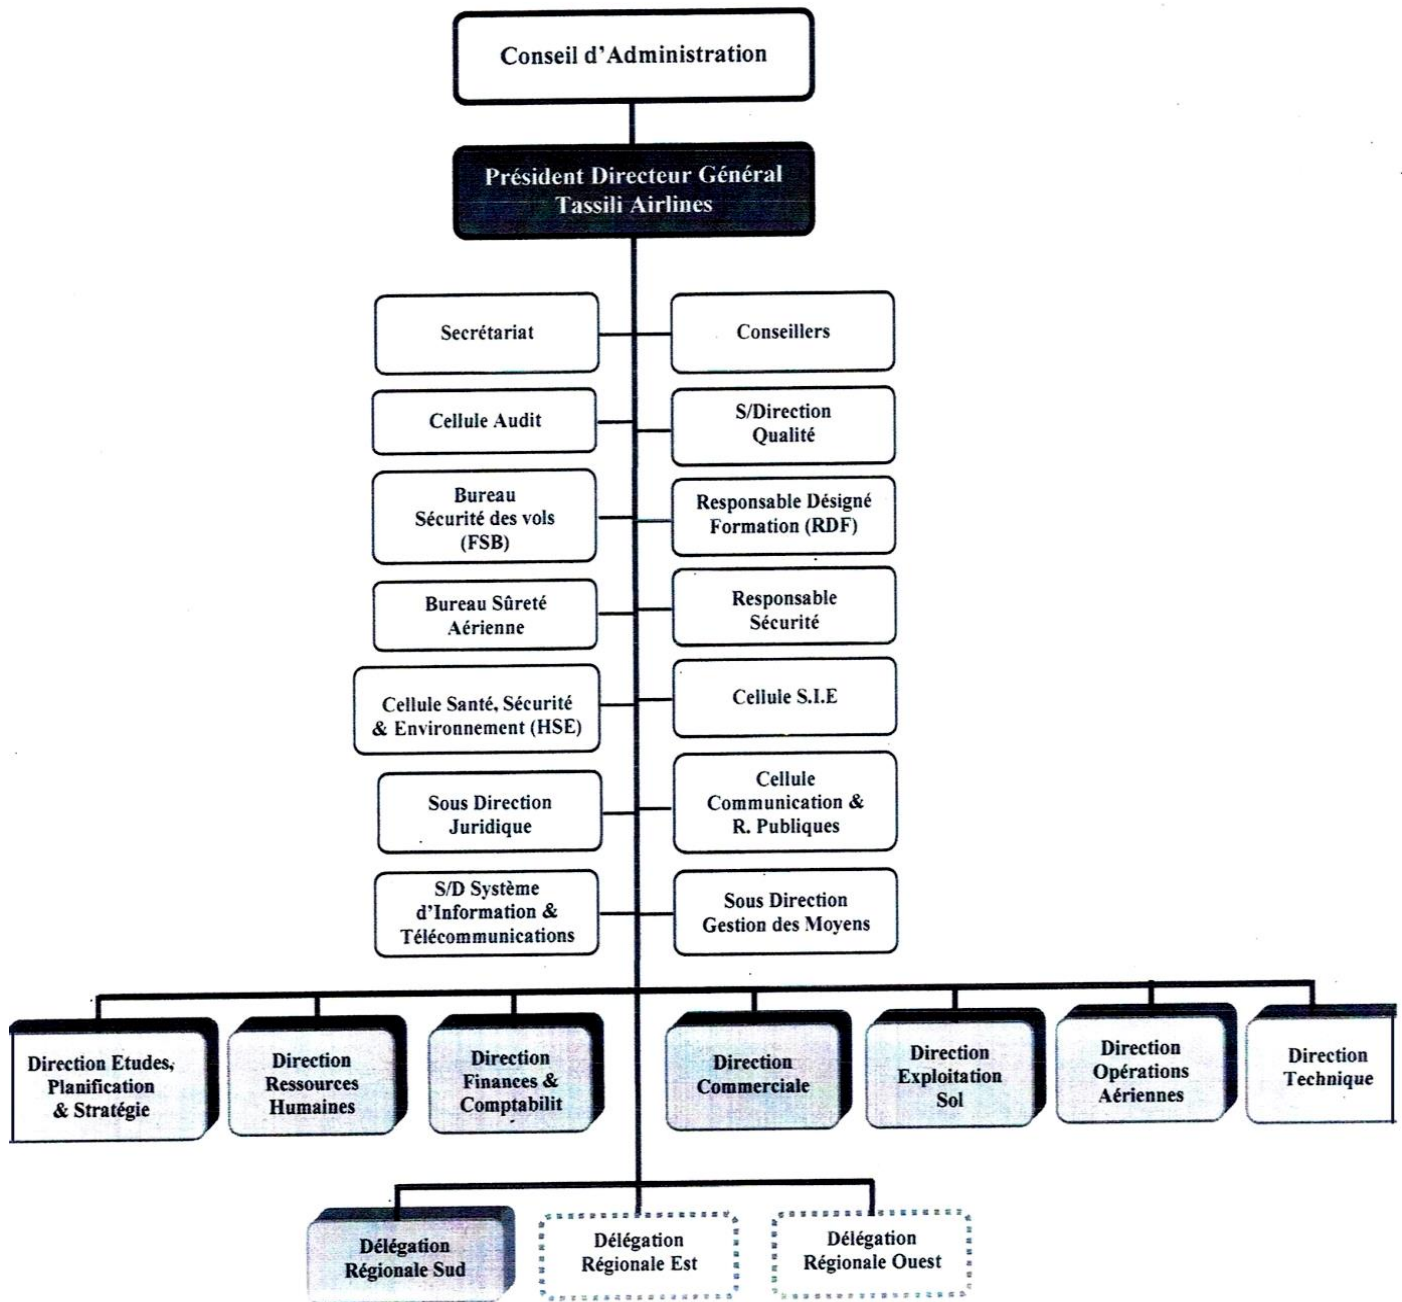 Conseil d'Administration
Président Directeur Général
Tassili Airlines
Secrétariat
Conseillers
Cellule Audit
S/Direction
Qualité
Bureau
Sécurité des vols
(FSB)
Responsable Désigné
Formation (RDF)
Bureau Sûreté
Aérienne
Responsable
Sécurité
Cellule Santé, Sécurité
& Environnement (HSE)
Cellule S.I.E
Sous Direction
Juridique
Cellule
Communication &
R. Publiques
S/D Système
d'Information &
Télécommunications
Sous Direction
Gestion des Moyens
Direction Etudes,
Planification
& Stratégie
Direction
Ressources
Humaines
Direction
Finances &
Comptabilit
Direction
Commerciale
Direction
Exploitation
Sol
Direction
Opérations
Aériennes
Direction
Technique
Délégation
Régionale Sud
Délégation
Régionale Est
Délégation
Régionale Ouest